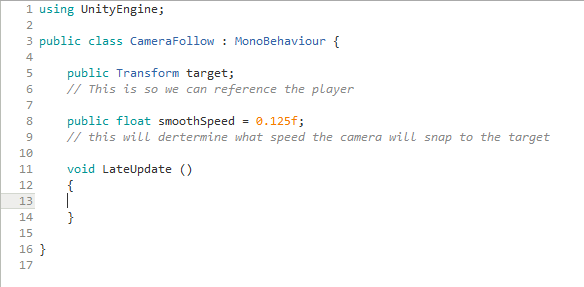 1 using UnityEngine;
2
3 public class CameraFollow : MonoBehaviour {
4
5 public Transform target;
6 // This is so we can reference the player
7
8 public float smoothSpeed = 0.125f;
9 // this will dertermine what speed the camera will snap to the target
10
11 void LateUpdate ()
12 {
13
14 }
15
16 }
17